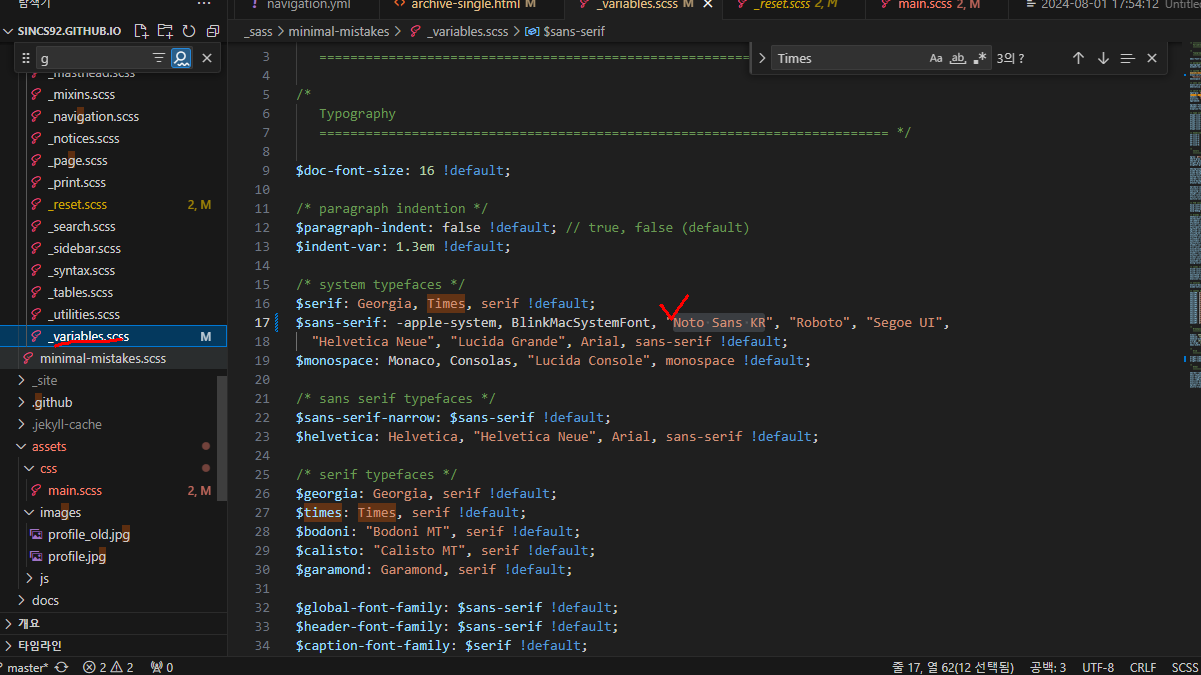 탐색기
···
navigation.yml
archive-single.html M
_variables.scss M
_reset.scss 2, M
main.scss 2, M
2024-08-01 17:54:12 Untitled
SINCS92.GITHUB.IO
g
_masthead.scss
_mixins.scss
_navigation.scss
_notices.scss
_page.scss
_print.scss
_reset.scss 2, M
_search.scss
_sidebar.scss
_syntax.scss
_tables.scss
_utilities.scss
_variables.scss M
minimal-mistakes.scss
_site
.github
.jekyll-cache
assets
css
main.scss 2, M
images
profile_old.jpg
profile.jpg
js
docs
개요
타임라인
_sass > minimal-mistakes > _variables.scss > $sans-serif
Times Aa ab 3의 ?
3 ==========================================================================
4
5 /*
6 Typography
7 ========================================================================== */
8
9 $doc-font-size: 16 !default;
10
11 /* paragraph indention */
12 $paragraph-indent: false !default; // true, false (default)
13 $indent-var: 1.3em !default;
14
15 /* system typefaces */
16 $serif: Georgia, Times, serif !default;
17 $sans-serif: -apple-system, BlinkMacSystemFont, "Noto Sans KR", "Roboto", "Segoe UI",
18 "Helvetica Neue", "Lucida Grande", Arial, sans-serif !default;
19 $monospace: Monaco, Consolas, "Lucida Console", monospace !default;
20
21 /* sans serif typefaces */
22 $sans-serif-narrow: $sans-serif !default;
23 $helvetica: Helvetica, "Helvetica Neue", Arial, sans-serif !default;
24
25 /* serif typefaces */
26 $georgia: Georgia, serif !default;
27 $times: Times, serif !default;
28 $bodoni: "Bodoni MT", serif !default;
29 $calisto: "Calisto MT", serif !default;
30 $garamond: Garamond, serif !default;
31
32 $global-font-family: $sans-serif !default;
33 $header-font-family: $sans-serif !default;
34 $caption-font-family: $serif !default;
master* 2 2 0 줄 17, 열 62(12 선택됨) 공백: 3 UTF-8 CRLF SCSS